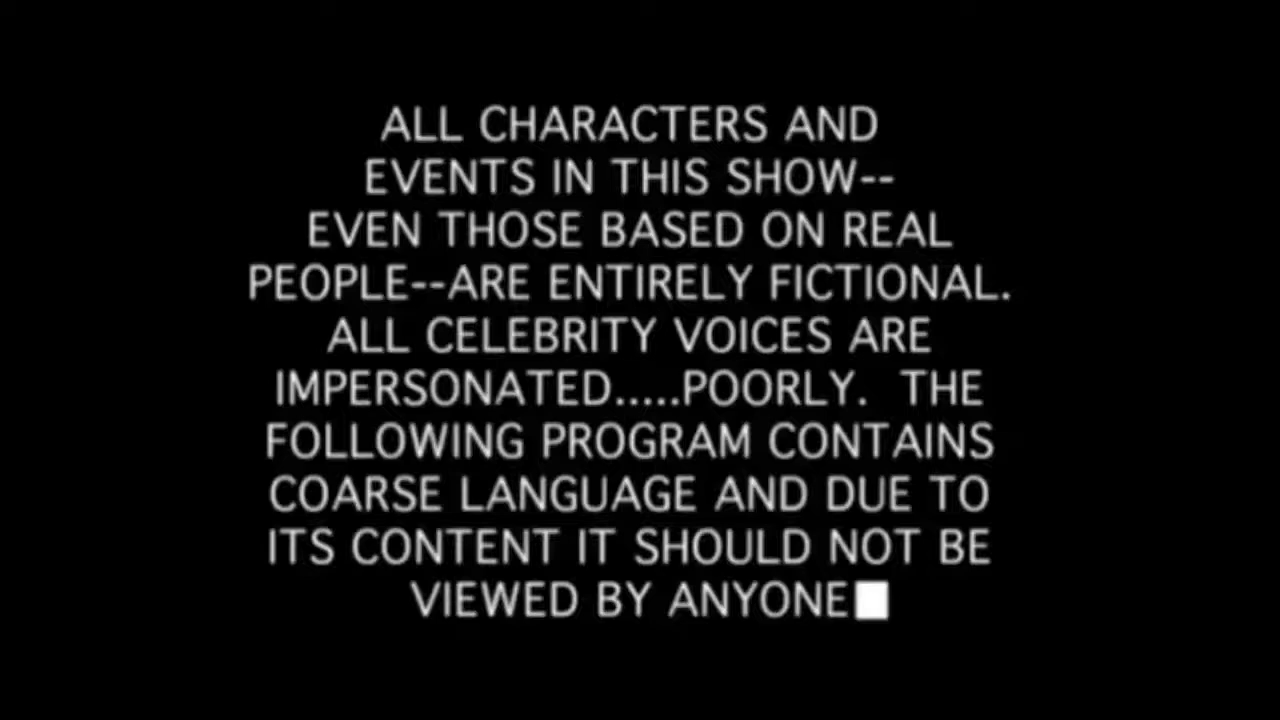 ALL CHARACTERS AND
EVENTS IN THIS SHOW--
EVEN THOSE BASED ON REAL
PEOPLE--ARE ENTIRELY FICTIONAL.
ALL CELEBRITY VOICES ARE
IMPERSONATED.....POORLY.  THE
FOLLOWING PROGRAM CONTAINS
COARSE LANGUAGE AND DUE TO
ITS CONTENT IT SHOULD NOT BE
VIEWED BY ANYONE